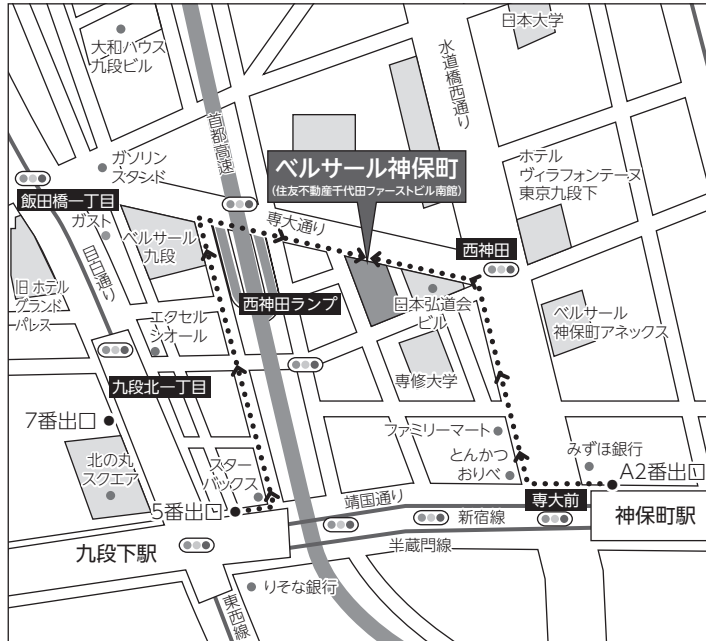 日本大学
大和ハウス
九段ビル
水道橋西通り
首都高速
ガソリン
スタンド
ベルサール神保町
(住友不動産千代田ファーストビル南館)
ホテル
ヴィラフォンテーヌ
東京九段下
飯田橋一丁目
ガスト
目白通り
ベルサール
九段
専大通り
西神田
旧 ホテル
グランド
パレス
西神田ランプ
日本弘道会
ビル
エクセル
シオール
ベルサール
神保町アネックス
専修大学
九段北一丁目
7番出口
ファミリーマート
みずほ銀行
北の丸
スクエア
とんかつ
おりべ
A2番出口
スター
バックス
5番出口
靖国通り
専大前
新宿線
神保町駅
九段下駅
半蔵門線
りそな銀行
東西線